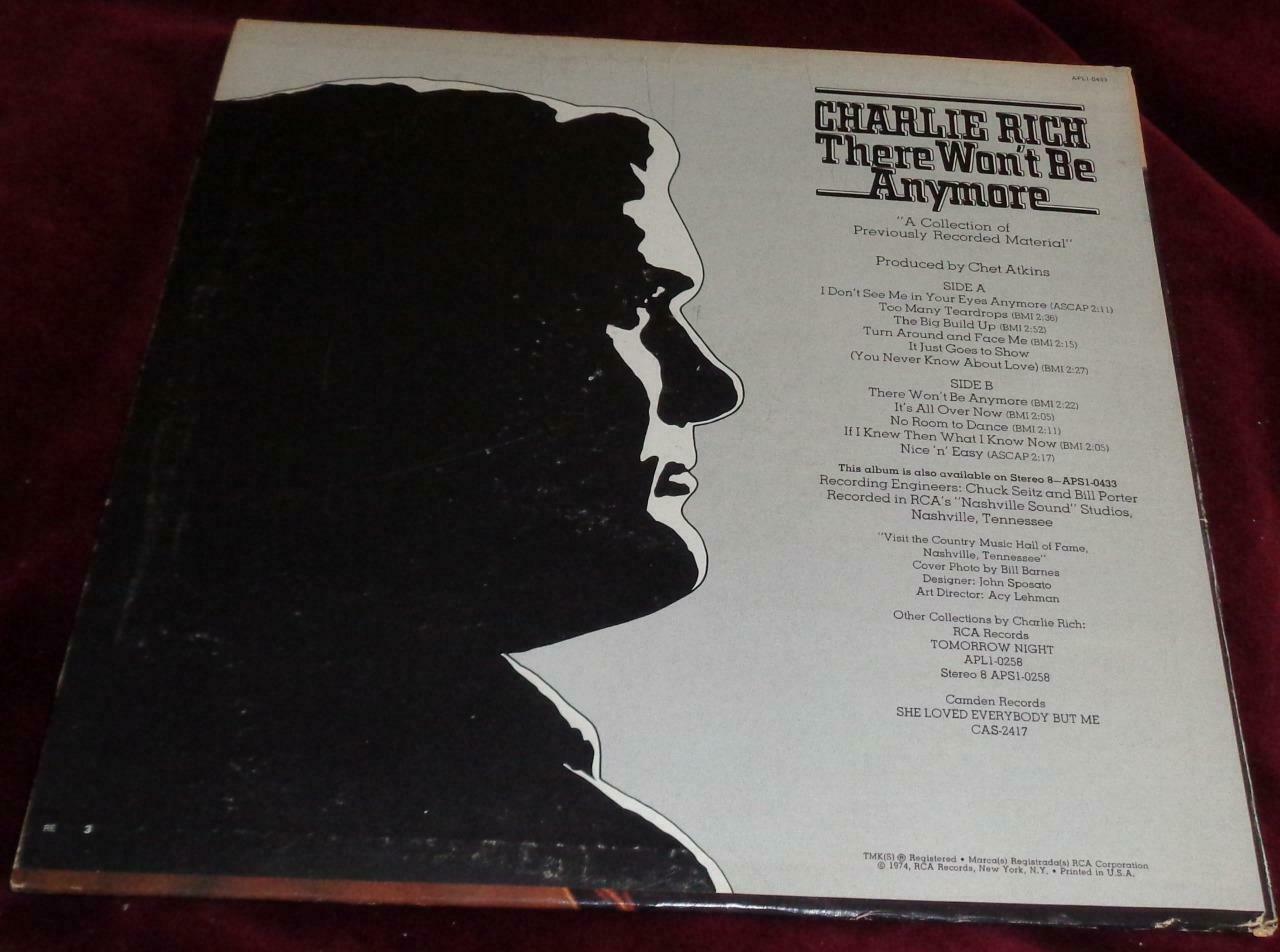 APL1-0433
CHARLIE RICH
There Won't Be
Anymore
"A Collection of
Previously Recorded Material"
Produced by Chet Atkins
SIDE A
I Don't See Me in Your Eyes Anymore (ASCAP 2:11)
Too Many Teardrops (BMI 2:36)
The Big Build Up (BMI 2:52)
Turn Around and Face Me (BMI 2:15)
It Just Goes to Show
(You Never Know About Love) (BMI 2:27)
SIDE B
There Won't Be Anymore (BMI 2:22)
It's All Over Now (BMI 2:05)
No Room to Dance (BMI 2:11)
If I Knew Then What I Know Now (BMI 2:05)
Nice 'n' Easy (ASCAP 2:17)
This album is also available on Stereo 8—APS1-0433
Recording Engineers: Chuck Seitz and Bill Porter
Recorded in RCA's "Nashville Sound" Studios,
Nashville, Tennessee
"Visit the Country Music Hall of Fame,
Nashville, Tennessee"
Cover Photo by Bill Barnes
Designer: John Sposato
Art Director: Acy Lehman
Other Collections by Charlie Rich:
RCA Records
TOMORROW NIGHT
APL1-0258
Stereo 8 APS1-0258
Camden Records
SHE LOVED EVERYBODY BUT ME
CAS-2417
RE 3
TMK(S) ® Registered • Marca(s) Registrada(s) RCA Corporation
© 1974, RCA Records, New York, N.Y. • Printed in U.S.A.